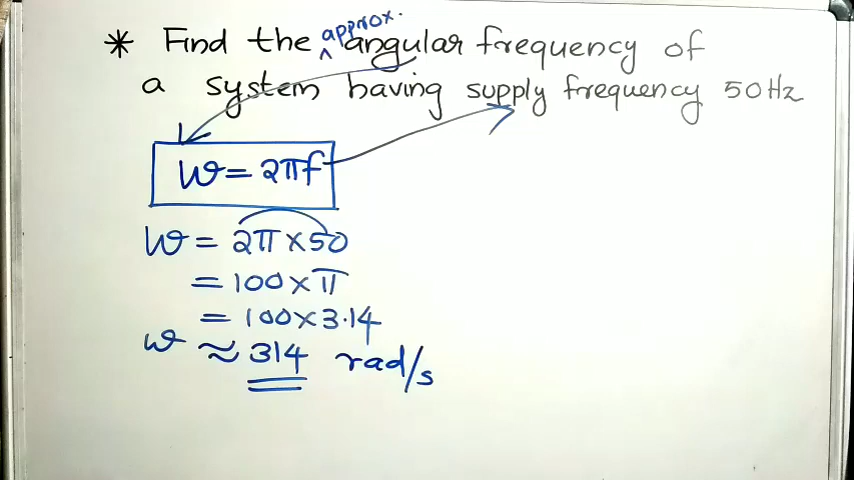 * Find the approx. angular frequency of
a system having supply frequency 50Hz
ω = 2πf
ω = 2π × 50
= 100 × π
= 100 × 3.14
ω ≈ 314 rad/s